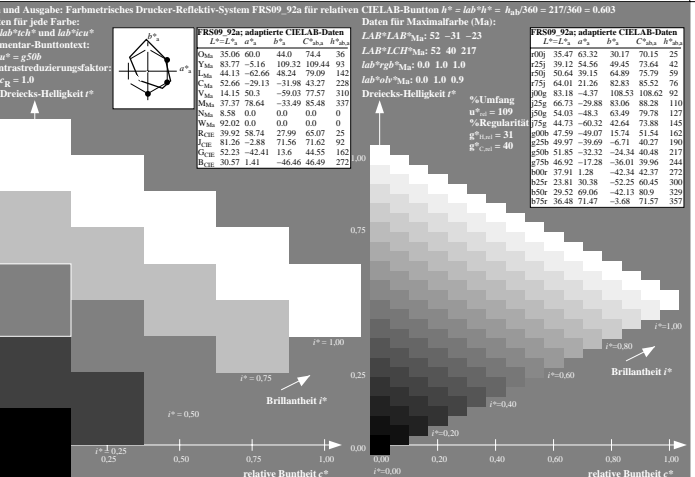 und Ausgabe: Farbmetrisches Drucker-Reflektiv-System FRS09_92a für relativen CIELAB-Buntton h* = lab*h* = hab/360 = 217/360 = 0.603
ten für jede Farbe:
lab*tch* und lab*icu*
mentar-Bunttontext:
u* = g50b
ntrastreduzierungsfaktor:
cR = 1.0
Dreiecks-Helligkeit t*
b*a
a*a
FRS09_92a; adaptierte CIELAB-Daten
L*=L*a a*a b*a C*ab,a h*ab,a
OMa 35.06 60.0 44.0 74.4 36
YMa 83.77 -5.16 109.32 109.44 93
LMa 44.13 -62.66 48.24 79.09 142
CMa 52.66 -29.13 -31.98 43.27 228
VMa 14.15 50.3 -59.03 77.57 310
MMa 37.37 78.64 -33.49 85.48 337
NMa 8.58 0.0 0.0 0.0 0
WMa 92.02 0.0 0.0 0.0 0
RCIE 39.92 58.74 27.99 65.07 25
JCIE 81.26 -2.88 71.56 71.62 92
GCIE 52.23 -42.41 13.6 44.55 162
BCIE 30.57 1.41 -46.46 46.49 272
i* = 1,00
i* = 0,75
Brillantheit i*
i* = 0,50
i* = 0,25
0,25 0,50 0,75 1,00
relative Buntheit c*
Daten für Maximalfarbe (Ma):
LAB*LAB*Ma: 52 −31 −23
LAB*LCH*Ma: 52 40 217
lab*rgb*Ma: 0.0 1.0 1.0
lab*olv*Ma: 0.0 1.0 0.9
Dreiecks-Helligkeit t*
%Umfang
u*rel = 109
%Regularität
g*H,rel = 31
g*C,rel = 40
FRS09_92a; adaptierte CIELAB-Daten
L*=L*a a*a b*a C*ab,a h*ab,a
r00j 35.47 63.32 30.17 70.15 25
r25j 39.12 54.56 49.45 73.64 42
r50j 50.64 39.15 64.89 75.79 59
r75j 64.01 21.26 82.83 85.52 76
j00g 83.18 -4.37 108.53 108.62 92
j25g 66.73 -29.88 83.06 88.28 110
j50g 54.03 -48.3 63.49 79.78 127
j75g 44.73 -60.32 42.64 73.88 145
g00b 47.59 -49.07 15.74 51.54 162
g25b 49.97 -39.69 -6.71 40.27 190
g50b 51.85 -32.32 -24.34 40.48 217
g75b 46.92 -17.28 -36.01 39.96 244
b00r 37.91 1.28 -42.34 42.37 272
b25r 23.81 30.38 -52.25 60.45 300
b50r 29.52 69.06 -42.13 80.9 329
b75r 36.48 71.47 -3.68 71.57 357
1,00
0,75
0,25
0,00
i*=1,00
i*=0,80
i*=0,60
Brillantheit i*
i*=0,40
i*=0,20
i*=0,00
0,00 0,20 0,40 0,60 0,80 1,00
relative Buntheit c*